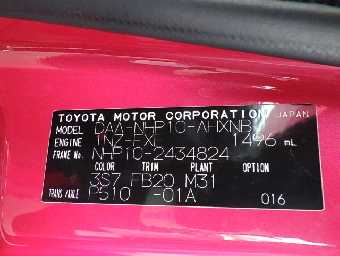 TOYOTA MOTOR CORPORATION JAPAN
MODEL DAA-NHP10-AHXNB
ENGINE 1NZ-FXE 1496 mL
FRAME No. NHP10-2434824
COLOR TRIM PLANT OPTION
3S7 FB20 M31
TRANS/AXLE P510 -01A 016